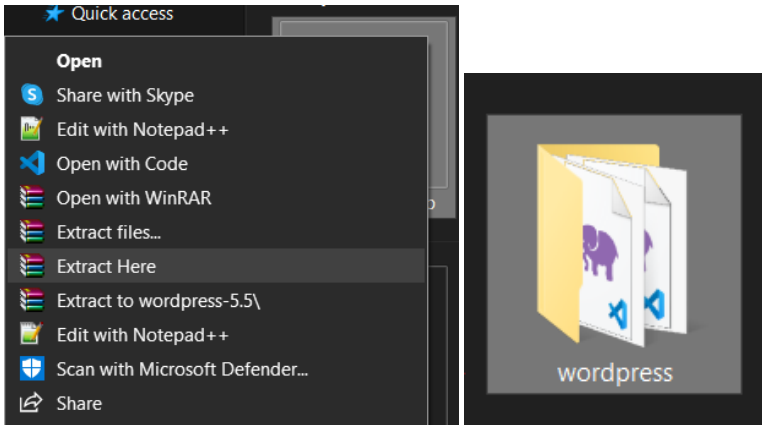 Quick access
Open
Share with Skype
Edit with Notepad++
Open with Code
Open with WinRAR
Extract files...
Extract Here
Extract to wordpress-5.5\
Edit with Notepad++
Scan with Microsoft Defender...
Share
wordpress